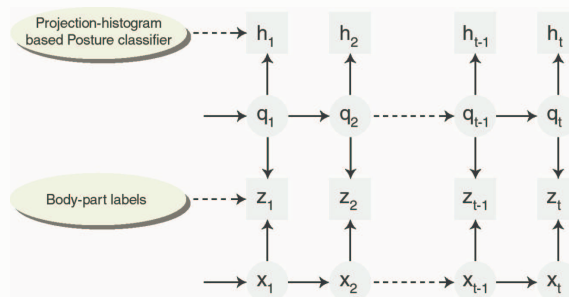 Projection-histogram
based Posture classifier
h1 h2 ht-1 ht
q1 q2 qt-1 qt
Body-part labels
z1 z2 zt-1 zt
x1 x2 xt-1 xt